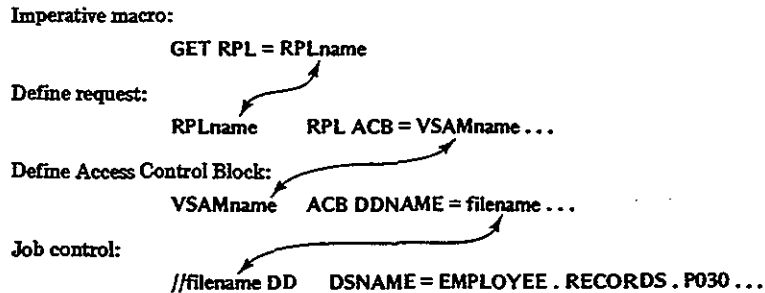 Imperative macro:
GET RPL = RPLname
Define request:
RPLname RPL ACB = VSAMname . . .
Define Access Control Block:
VSAMname ACB DDNAME = filename . . .
Job control:
//filename DD DSNAME = EMPLOYEE . RECORDS . P030 . . .